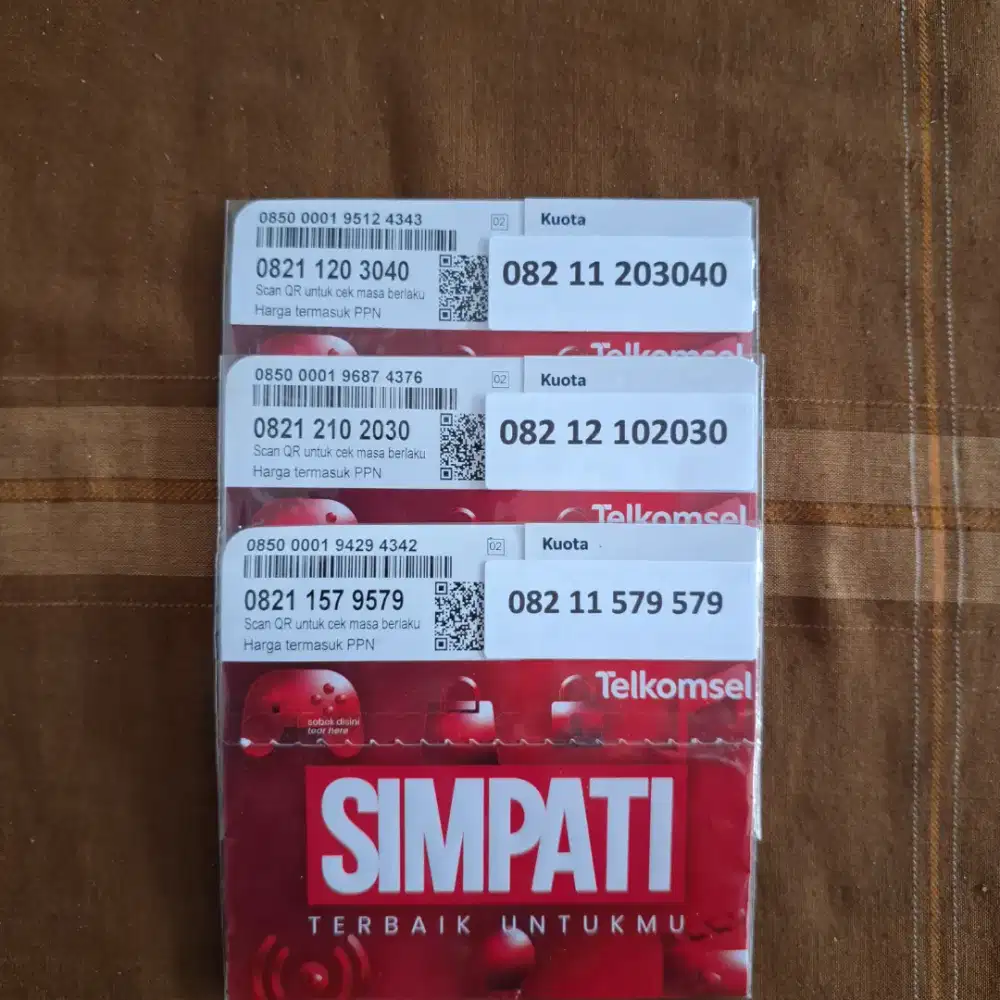 0850 0001 9512 4343
02
Kuota
0821 120 3040
082 11 203040
Scan QR untuk cek masa berlaku
Harga termasuk PPN
Telkomsel
0850 0001 9687 4376
02
Kuota
0821 210 2030
082 12 102030
Scan QR untuk cek masa berlaku
Harga termasuk PPN
Telkomsel
0850 0001 9429 4342
02
Kuota
0821 157 9579
082 11 579 579
Scan QR untuk cek masa berlaku
Harga termasuk PPN
Telkomsel
sobek disini
tear here
SIMPATI
TERBAIK UNTUKMU